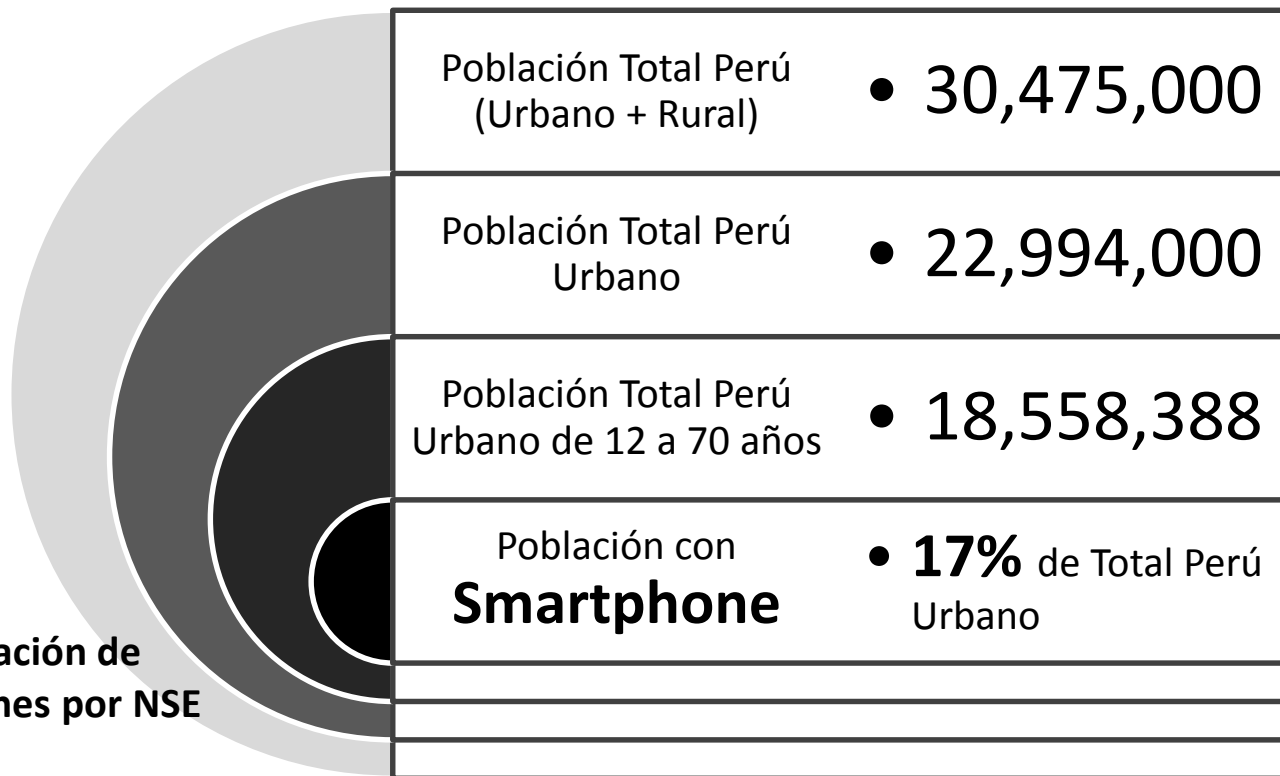 Población Total Perú
(Urbano + Rural)
• 30,475,000
Población Total Perú
Urbano
• 22,994,000
Población Total Perú
Urbano de 12 a 70 años
• 18,558,388
Población con
Smartphone
• 17% de Total Perú
Urbano
ación de
nes por NSE